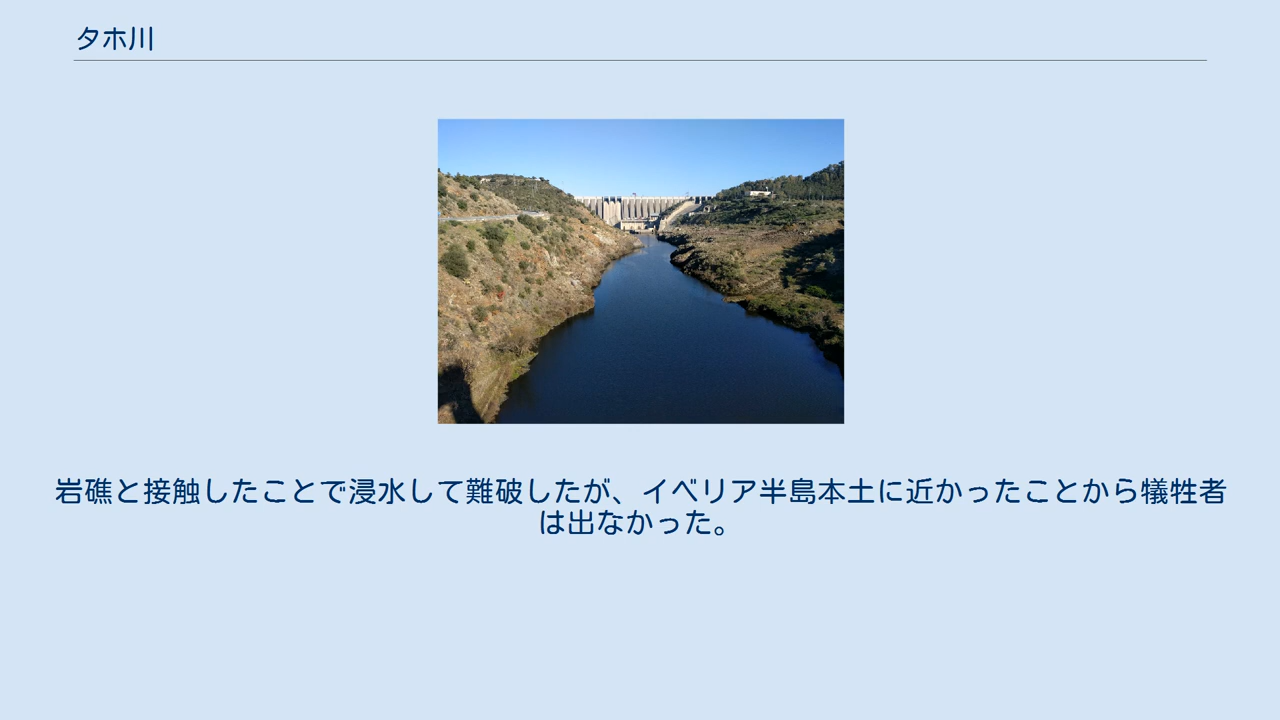 タホ川
岩礁と接触したことで浸水して難破したが、イベリア半島本土に近かったことから犠牲者
は出なかった。